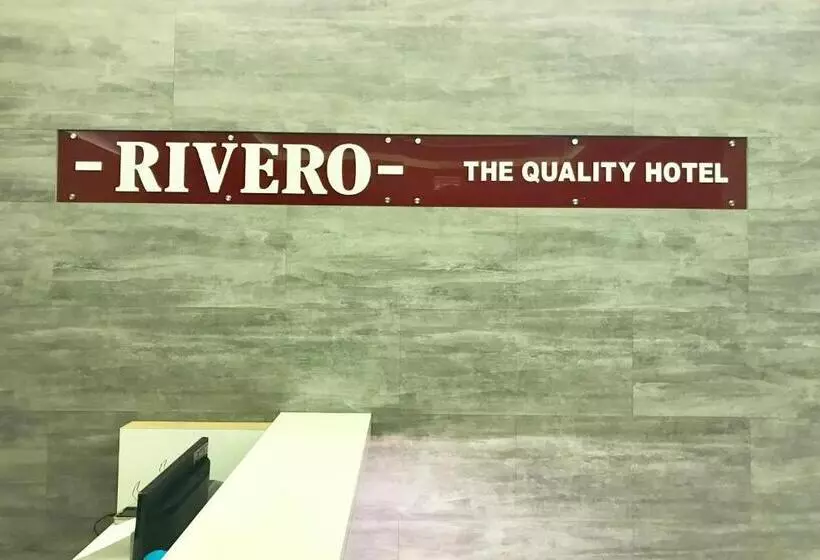 -RIVERO- THE QUALITY HOTEL